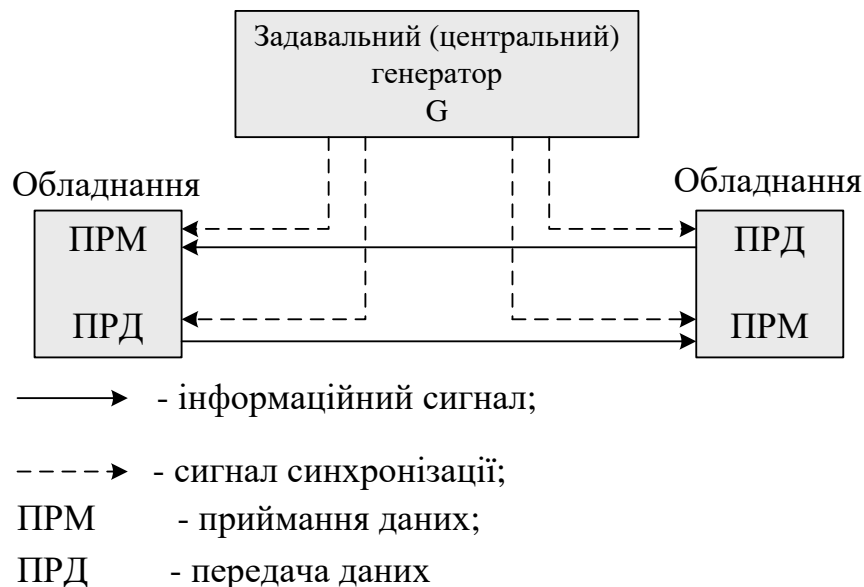 Задавальний (центральний)
генератор
G
Обладнання
Обладнання
ПРМ
ПРД
ПРД
ПРМ
- інформаційний сигнал;
- сигнал синхронізації;
ПРМ - приймання даних;
ПРД - передача даних